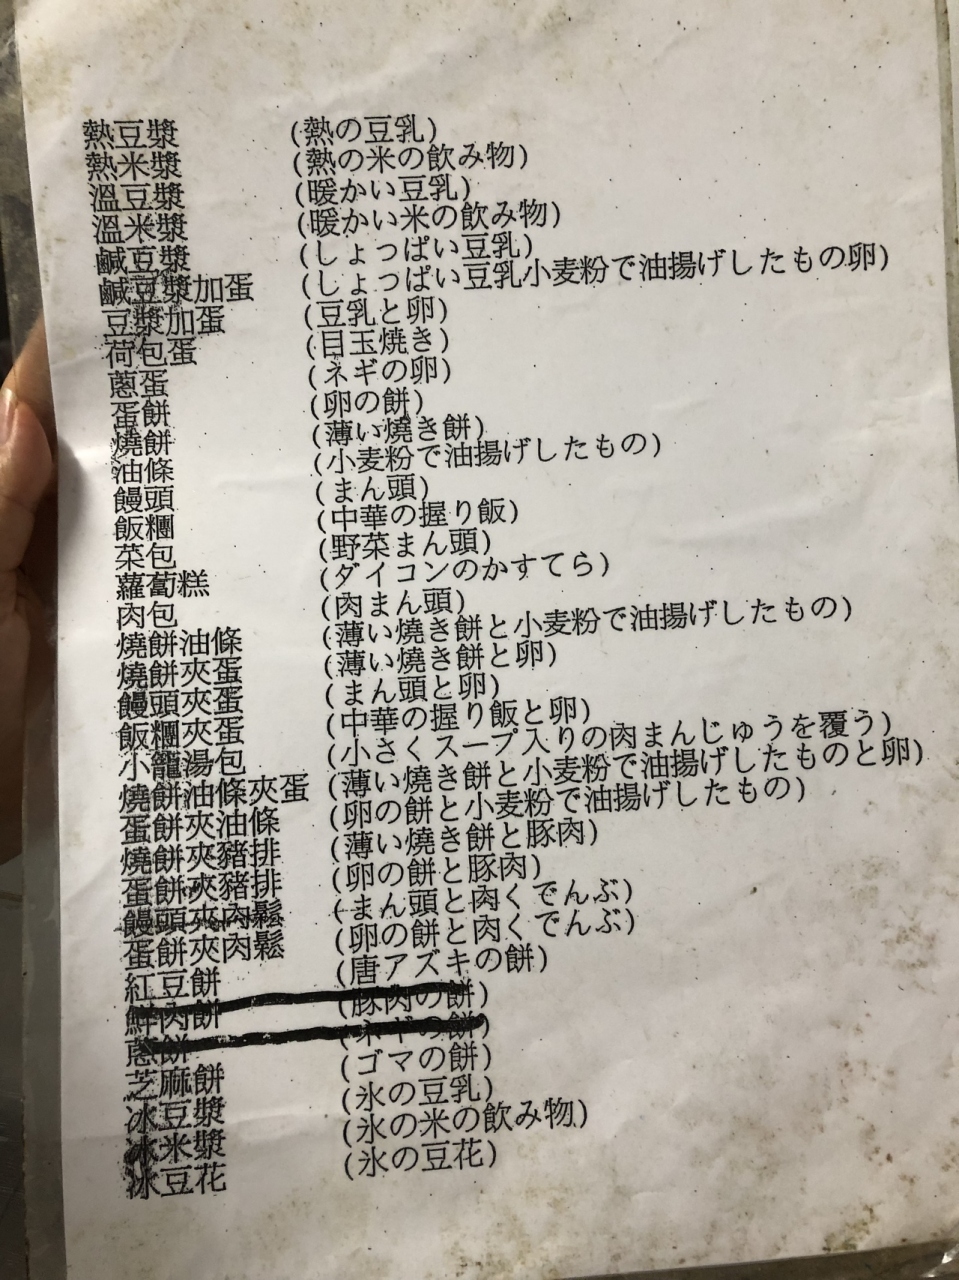 熱豆漿 (熱の豆乳)
熱米漿 (熱の米の飲み物)
溫豆漿 (暖かい豆乳)
溫米漿 (暖かい米の飲み物)
鹹豆漿 (しょっぱい豆乳)
鹹豆漿加蛋 (しょっぱい豆乳小麦粉で油揚げしたもの卵)
豆漿加蛋 (豆乳と卵)
荷包蛋 (目玉焼き)
蔥蛋 (ネギの卵)
蛋餅 (卵の餅)
燒餅 (薄い燒き餅)
油條 (小麦粉で油揚げしたもの)
饅頭 (まん頭)
飯糰 (中華の握り飯)
菜包 (野菜まん頭)
蘿蔔糕 (ダイコンのかすてら)
肉包 (肉まん頭)
燒餅油條 (薄い燒き餅と小麦粉で油揚げしたもの)
燒餅夾蛋 (薄い燒き餅と卵)
饅頭夾蛋 (まん頭と卵)
飯糰夾蛋 (中華の握り飯と卵)
小籠湯包 (小さくスープ入りの肉まんじゅうを覆う)
燒餅油條夾蛋 (薄い燒き餅と小麦粉で油揚げしたものと卵)
蛋餅夾油條 (卵の餅と小麦粉で油揚げしたもの)
燒餅夾豬排 (薄い燒き餅と豚肉)
蛋餅夾豬排 (卵の餅と豚肉)
饅頭夾肉鬆 (まん頭と肉くでんぶ)
蛋餅夾肉鬆 (卵の餅と肉くでんぶ)
紅豆餅 (唐アズキの餅)
鮮肉餅 (豚肉の餅)
蔥餅 (ネギの餅)
芝麻餅 (ゴマの餅)
冰豆漿 (氷の豆乳)
冰米漿 (氷の米の飲み物)
冰豆花 (氷の豆花)